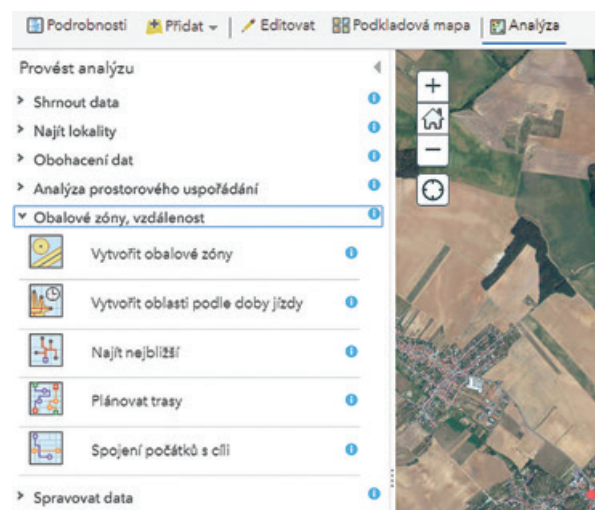 Podrobnosti Přidat Editovat Podkladová mapa Analýza
Provést analýzu
Shrnout data
Najít lokality
Obohacení dat
Analýza prostorového uspořádání
Obalové zóny, vzdálenost
Vytvořit obalové zóny
Vytvořit oblasti podle doby jízdy
Najít nejbližší
Plánovat trasy
Spojení počátků s cíli
Spravovat data